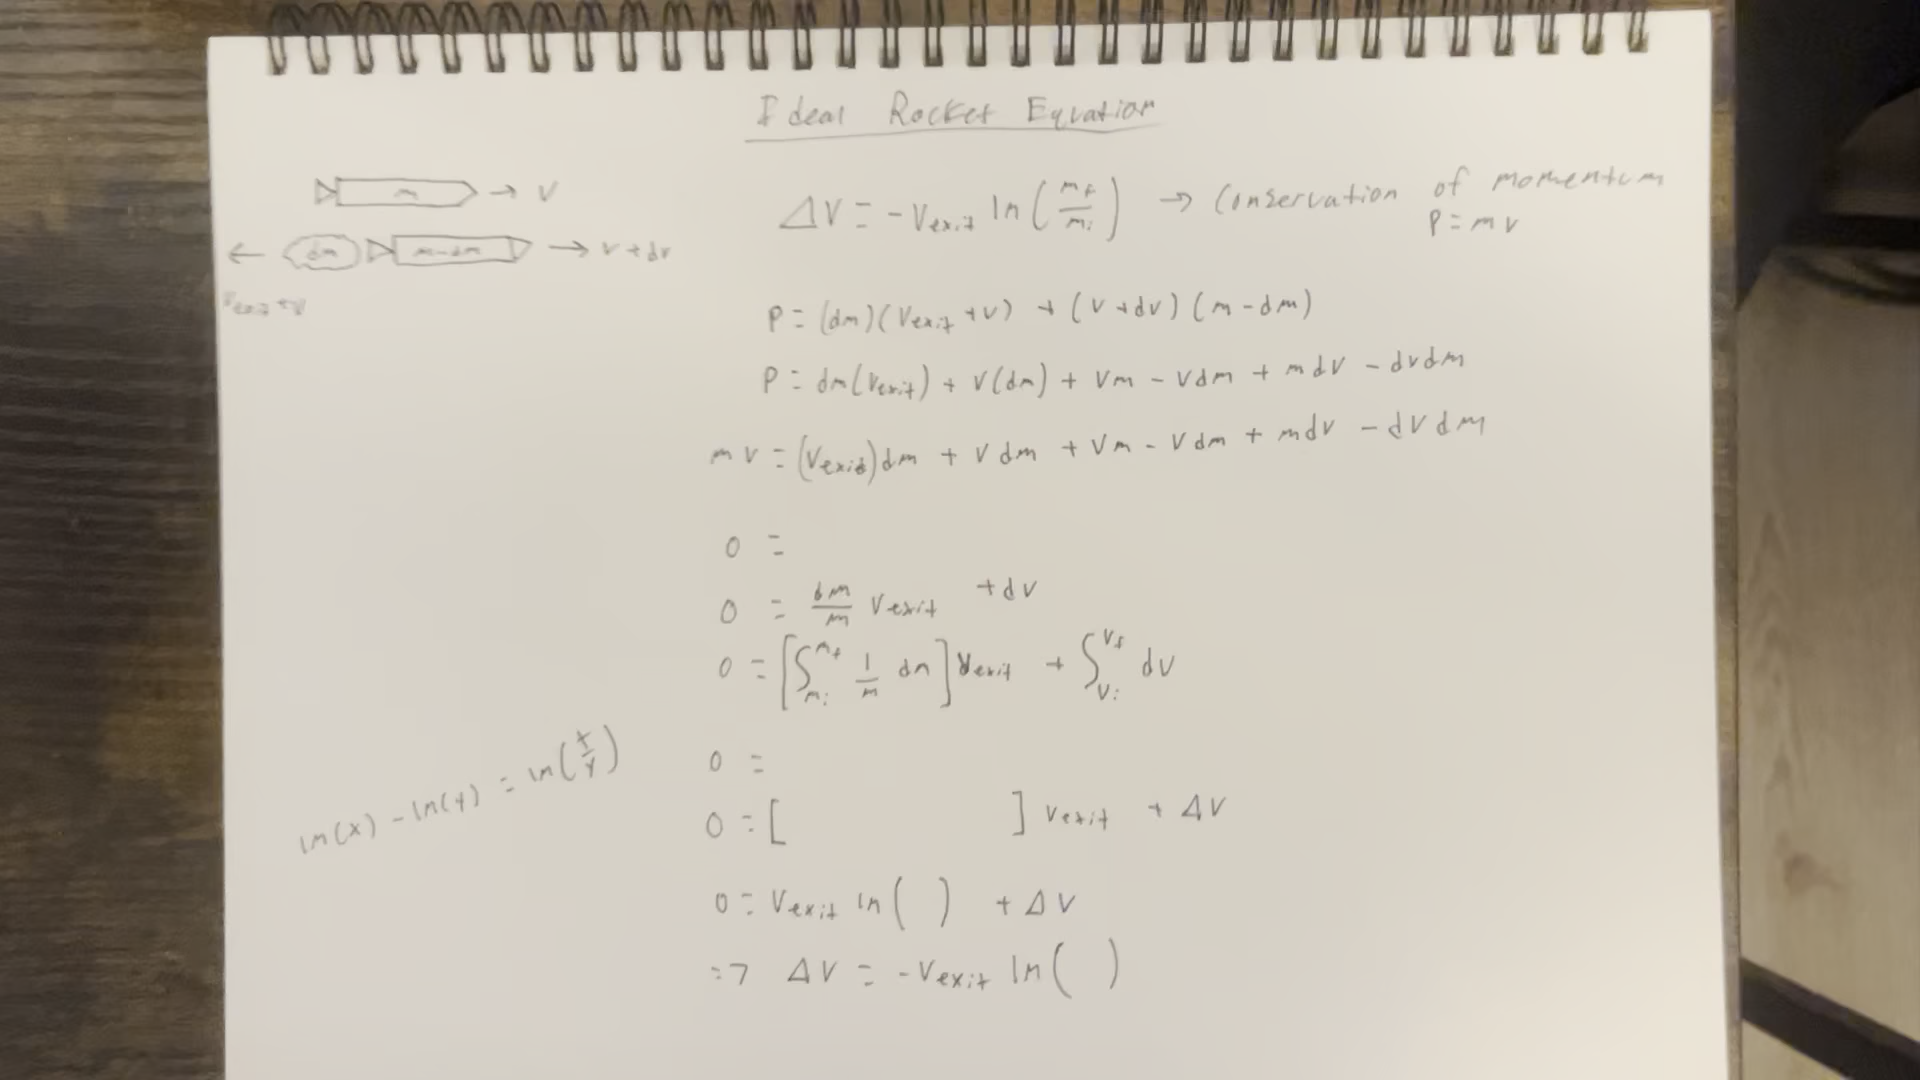 Ideal Rocket Equation
m → V
ΔV = -Vexit ln(mf/mi) → Conservation of momentum
P = mv
← dm m-dm → v + dv
Vexit + V
P = (dm)(Vexit + V) + (V + dV)(m - dm)
P = dm(Vexit) + V(dm) + Vm - Vdm + mdV - dvdm
mV = (Vexit)dm + Vdm + Vm - Vdm + mdV - dVdm
0 =
0 = dm/m Vexit + dV
0 = [∫mi^mf 1/m dm] Vexit + ∫Vi^Vf dV
ln(x) - ln(y) = ln(x/y)
0 =
0 = [ ] Vexit + ΔV
0 = Vexit ln( ) + ΔV
=> ΔV = -Vexit ln( )